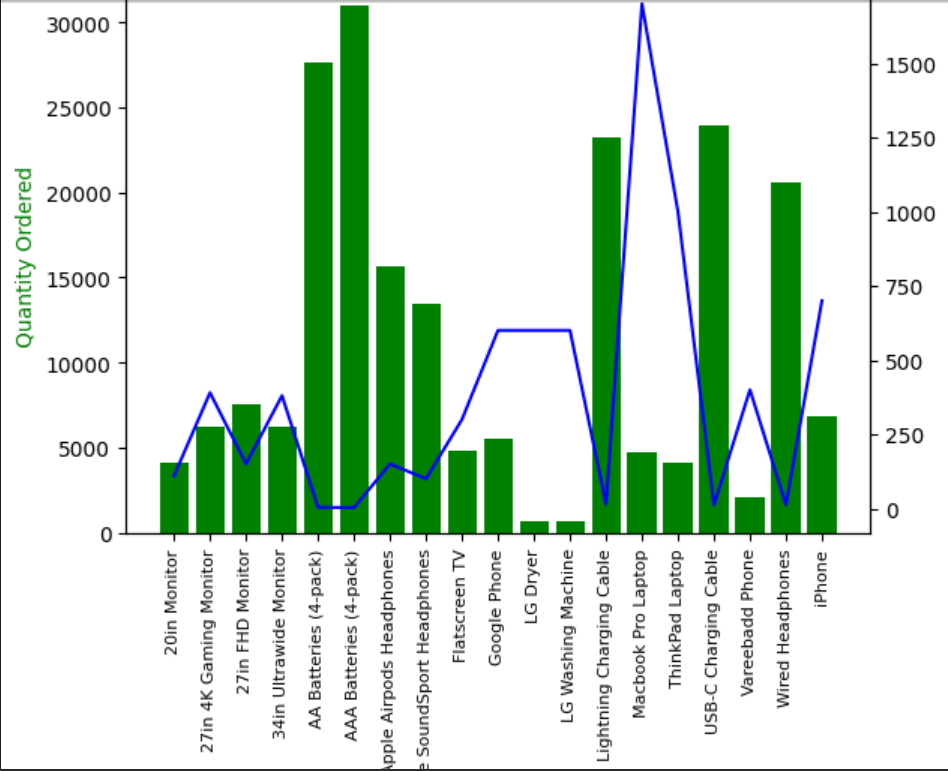 30000
25000
20000
15000
10000
5000
0
Quantity Ordered
1500
1250
1000
750
500
250
0
20in Monitor
27in 4K Gaming Monitor
27in FHD Monitor
34in Ultrawide Monitor
AA Batteries (4-pack)
AAA Batteries (4-pack)
Apple Airpods Headphones
e SoundSport Headphones
Flatscreen TV
Google Phone
LG Dryer
LG Washing Machine
Lightning Charging Cable
Macbook Pro Laptop
ThinkPad Laptop
USB-C Charging Cable
Vareebadd Phone
Wired Headphones
iPhone